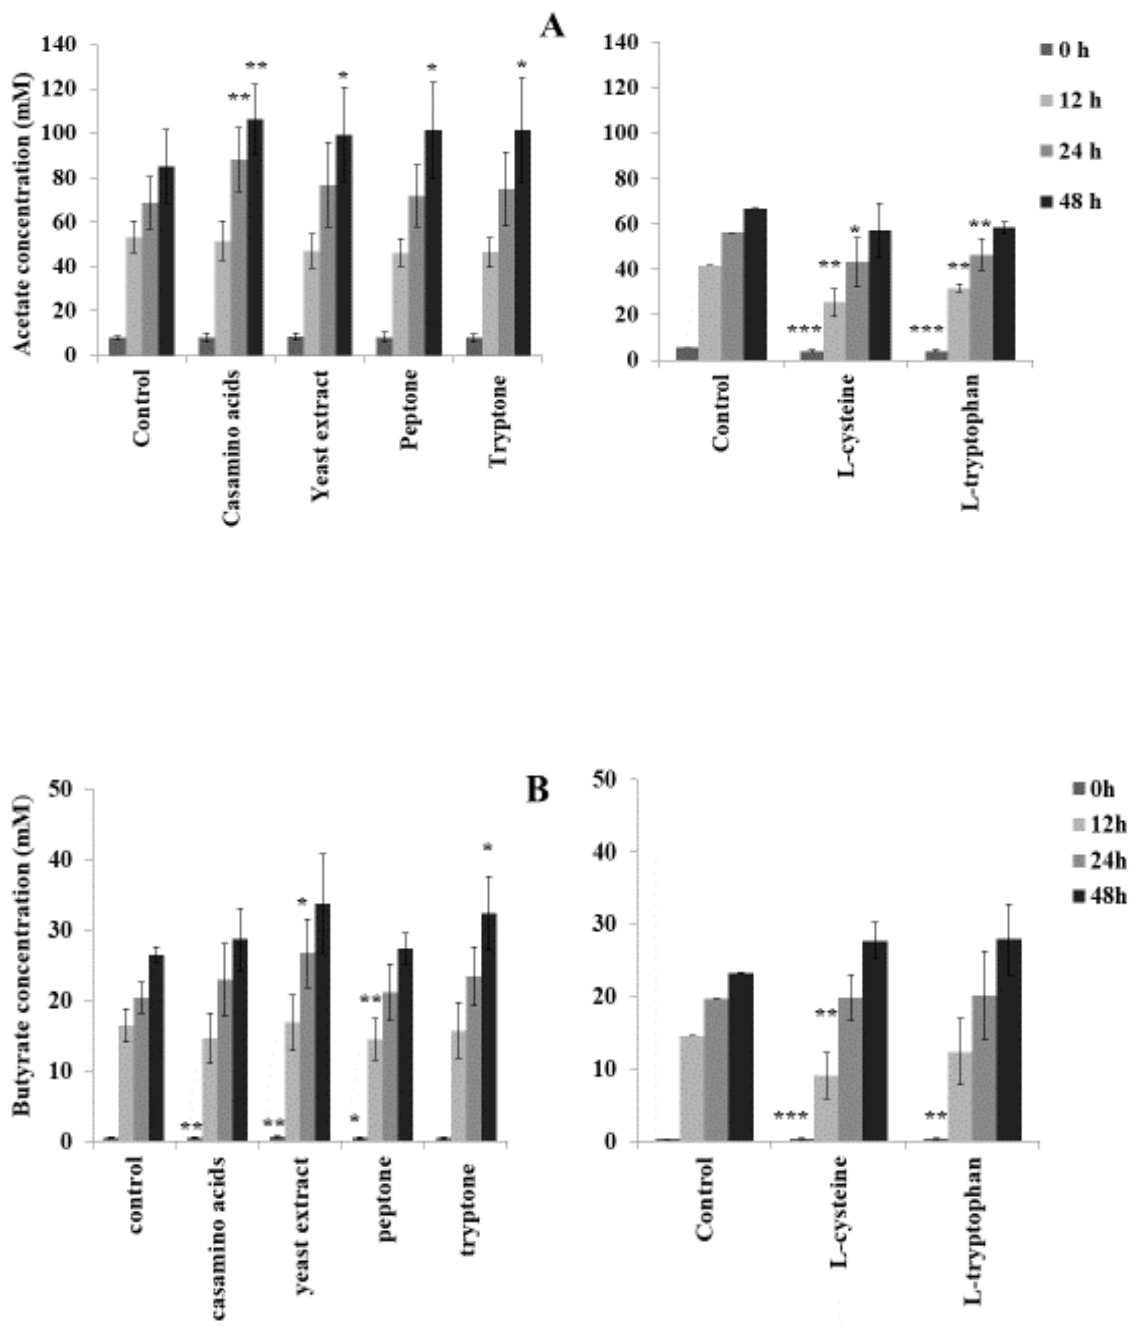 A
Acetate concentration (mM)
140
120
100
80
60
40
20
0
** **
*
*
*
Control
Casamino acids
Yeast extract
Peptone
Tryptone
140
120
100
80
60
40
20
0
*** ** *
*** ** **
Control
L-cysteine
L-tryptophan
0 h
12 h
24 h
48 h
B
Butyrate concentration (mM)
50
40
30
20
10
0
**
** *
* **
*
control
casamino acids
yeast extract
peptone
tryptone
50
40
30
20
10
0
*** **
**
Control
L-cysteine
L-tryptophan
0h
12h
24h
48h